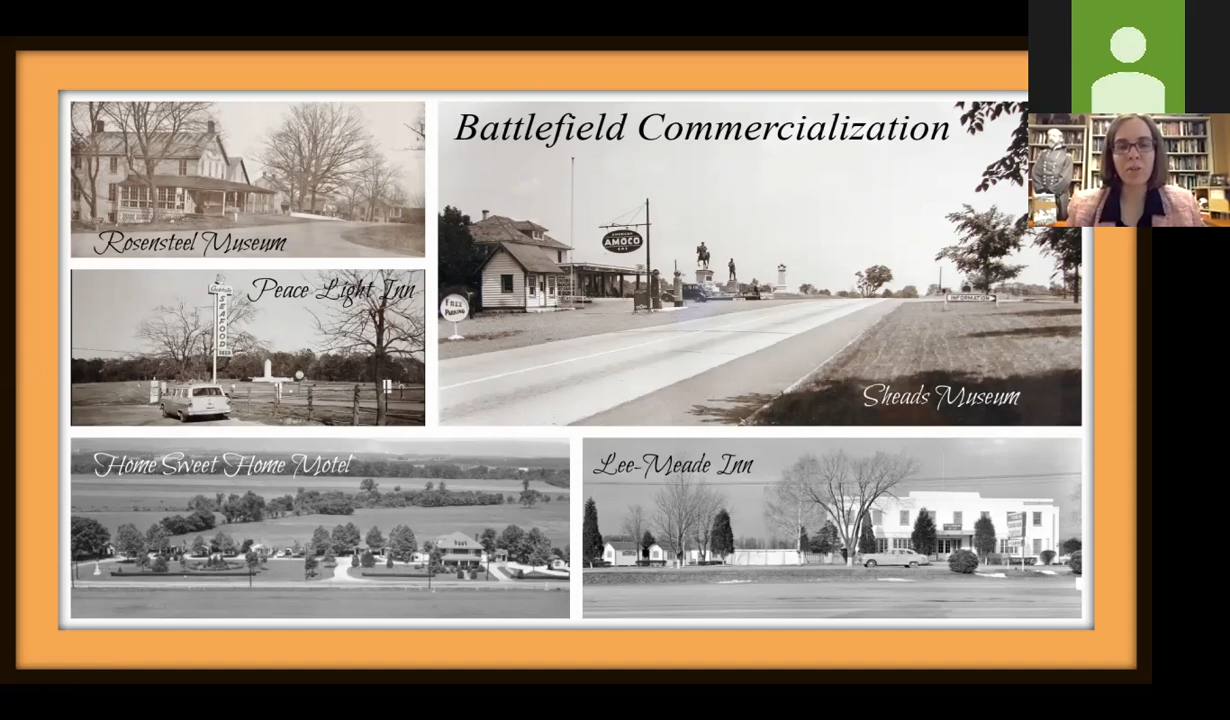 Battlefield Commercialization
Rosensteel Museum
Peace Light Inn
SEAFOOD
AMOCO
FREE
PARKING
INFORMATION
Sheads Museum
Home Sweet Home Motel
Lee-Meade Inn